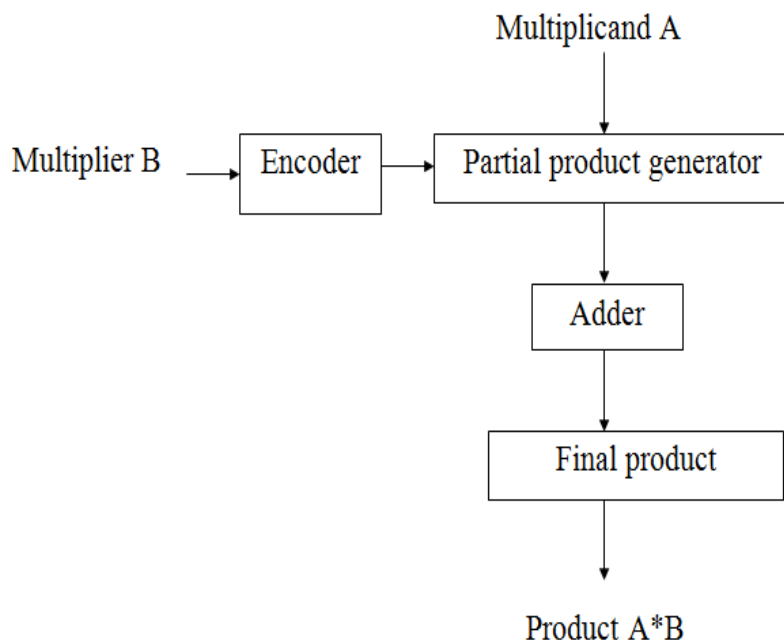 Multiplicand A
Multiplier B
Encoder
Partial product generator
Adder
Final product
Product A*B